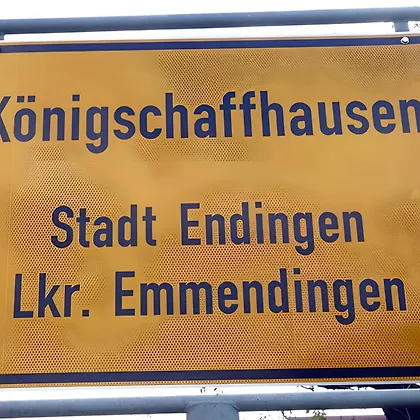 Königschaffhausen
Stadt Endingen
Lkr. Emmendingen